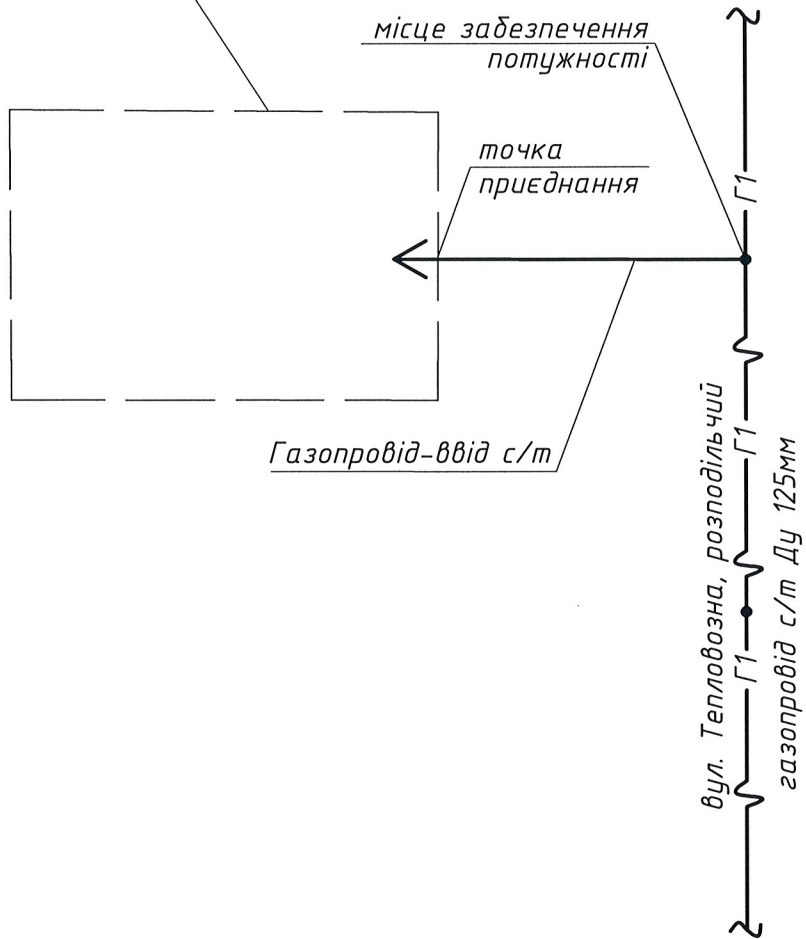 місце забезпечення
потужності
точка
приєднання
Г1
Газопровід-ввід с/т
Г1
Г1
вул. Тепловозна, розподільчий
газопровід с/т Ду 125мм